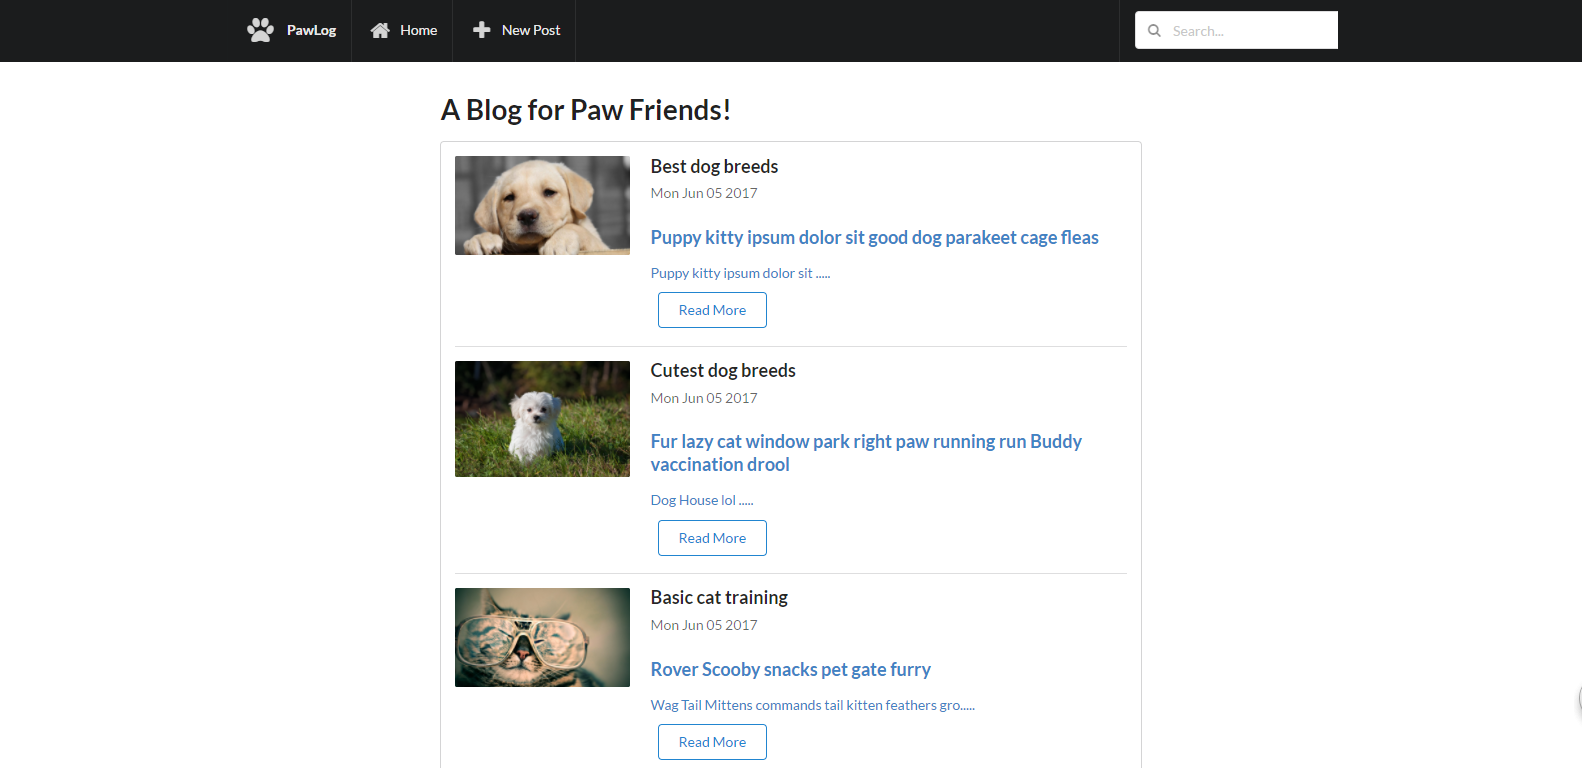 PawLog
Home
New Post
Search...
A Blog for Paw Friends!
Best dog breeds
Mon Jun 05 2017
Puppy kitty ipsum dolor sit good dog parakeet cage fleas
Puppy kitty ipsum dolor sit .....
Read More
Cutest dog breeds
Mon Jun 05 2017
Fur lazy cat window park right paw running run Buddy
vaccination drool
Dog House lol .....
Read More
Basic cat training
Mon Jun 05 2017
Rover Scooby snacks pet gate furry
Wag Tail Mittens commands tail kitten feathers gro.....
Read More